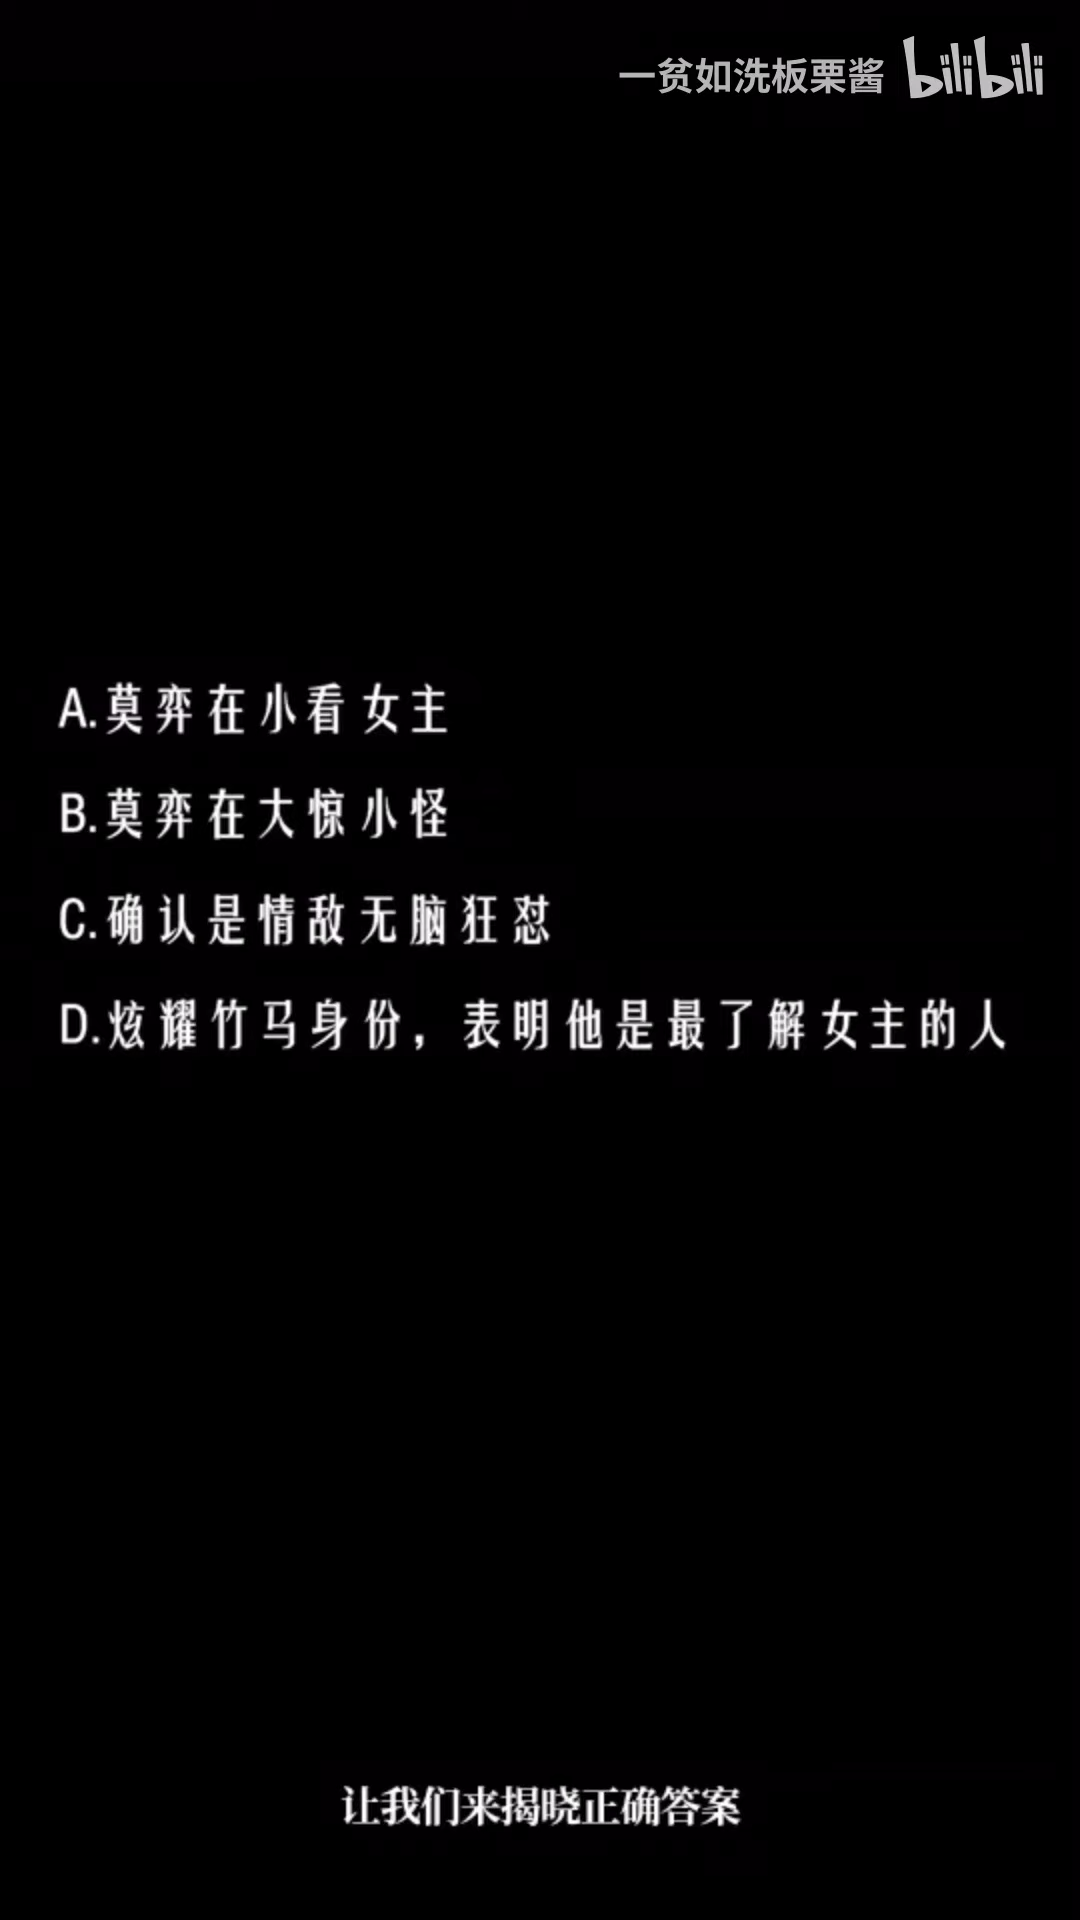 一贫如洗板栗酱 bilibili
A.莫弈在小看女主
B.莫弈在大惊小怪
C.确认是情敌无脑狂怼
D.炫耀竹马身份，表明他是最了解女主的人
让我们来揭晓正确答案